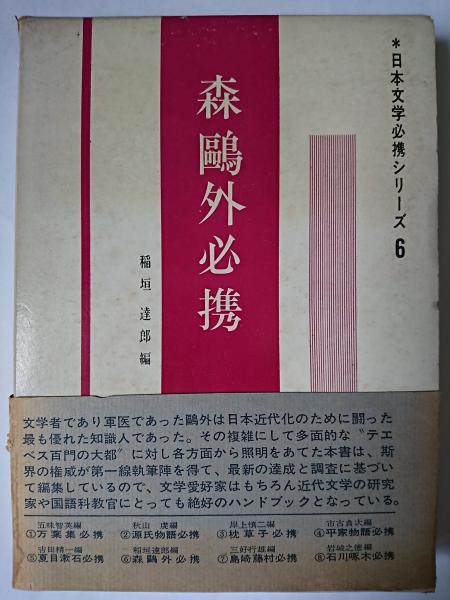 ＊日本文学必携シリーズ 6
森鷗外必携
稲垣達郎編
文学者であり軍医であった鷗外は日本近代化のために闘った
最も優れた知識人であった。その複雑にして多面的な〝テエ
ベス百門の大都〟に対し各方面から照明をあてた本書は、斯
界の権威が第一線執筆陣を得て、最新の達成と調査に基づい
て編集しているので、文学愛好家はもちろん近代文学の研究
家や国語科教官にとっても絶好のハンドブックとなっている。
五味智英編 秋山 虔編 岸上慎二編 市古貞次編
①万葉集必携 ②源氏物語必携 ③枕草子必携 ④平家物語必携
吉田精一編 稲垣達郎編 三好行雄編 岩城之徳編
⑤夏目漱石必携 ⑥森鷗外必携 ⑦島崎藤村必携 ⑧石川啄木必携